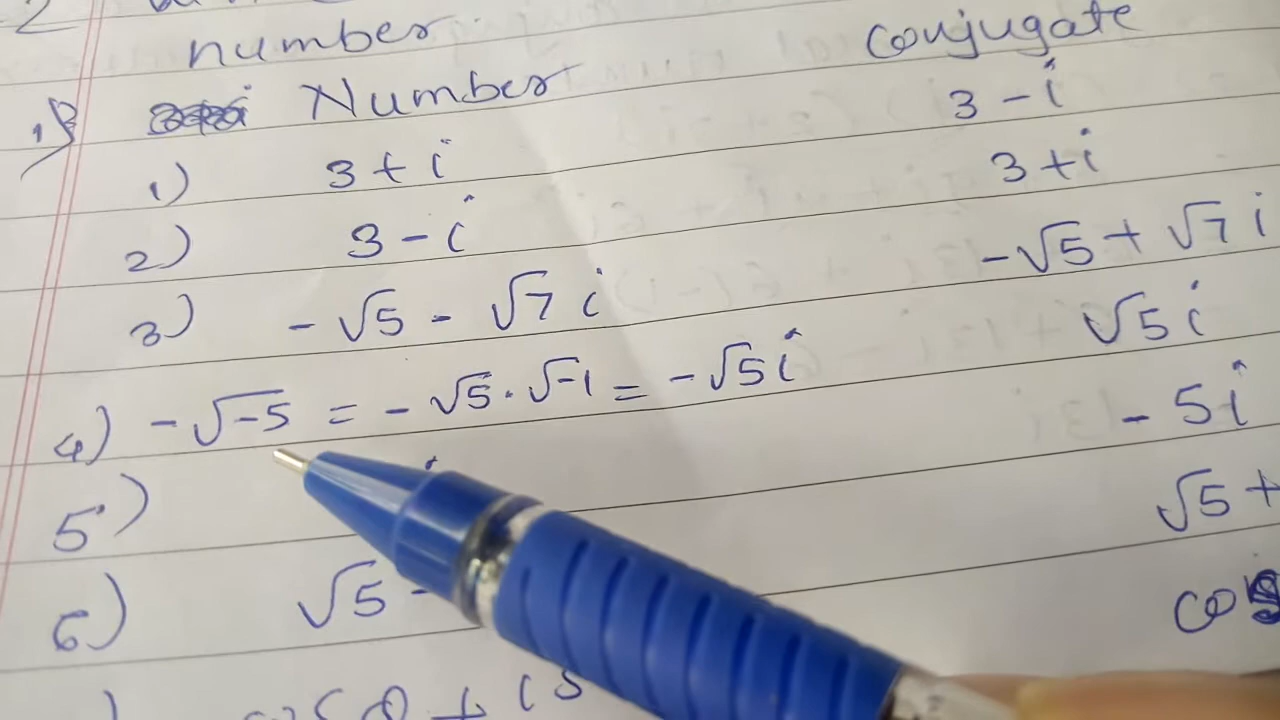 number
Number conjugate
1) 3 + i 3 - i
2) 3 - i 3 + i
3) - √5 - √7 i - √5 + √7 i
4) - √-5 = - √5 . √-1 = - √5 i √5 i
5) - 5 i
6) √5 - √5 +